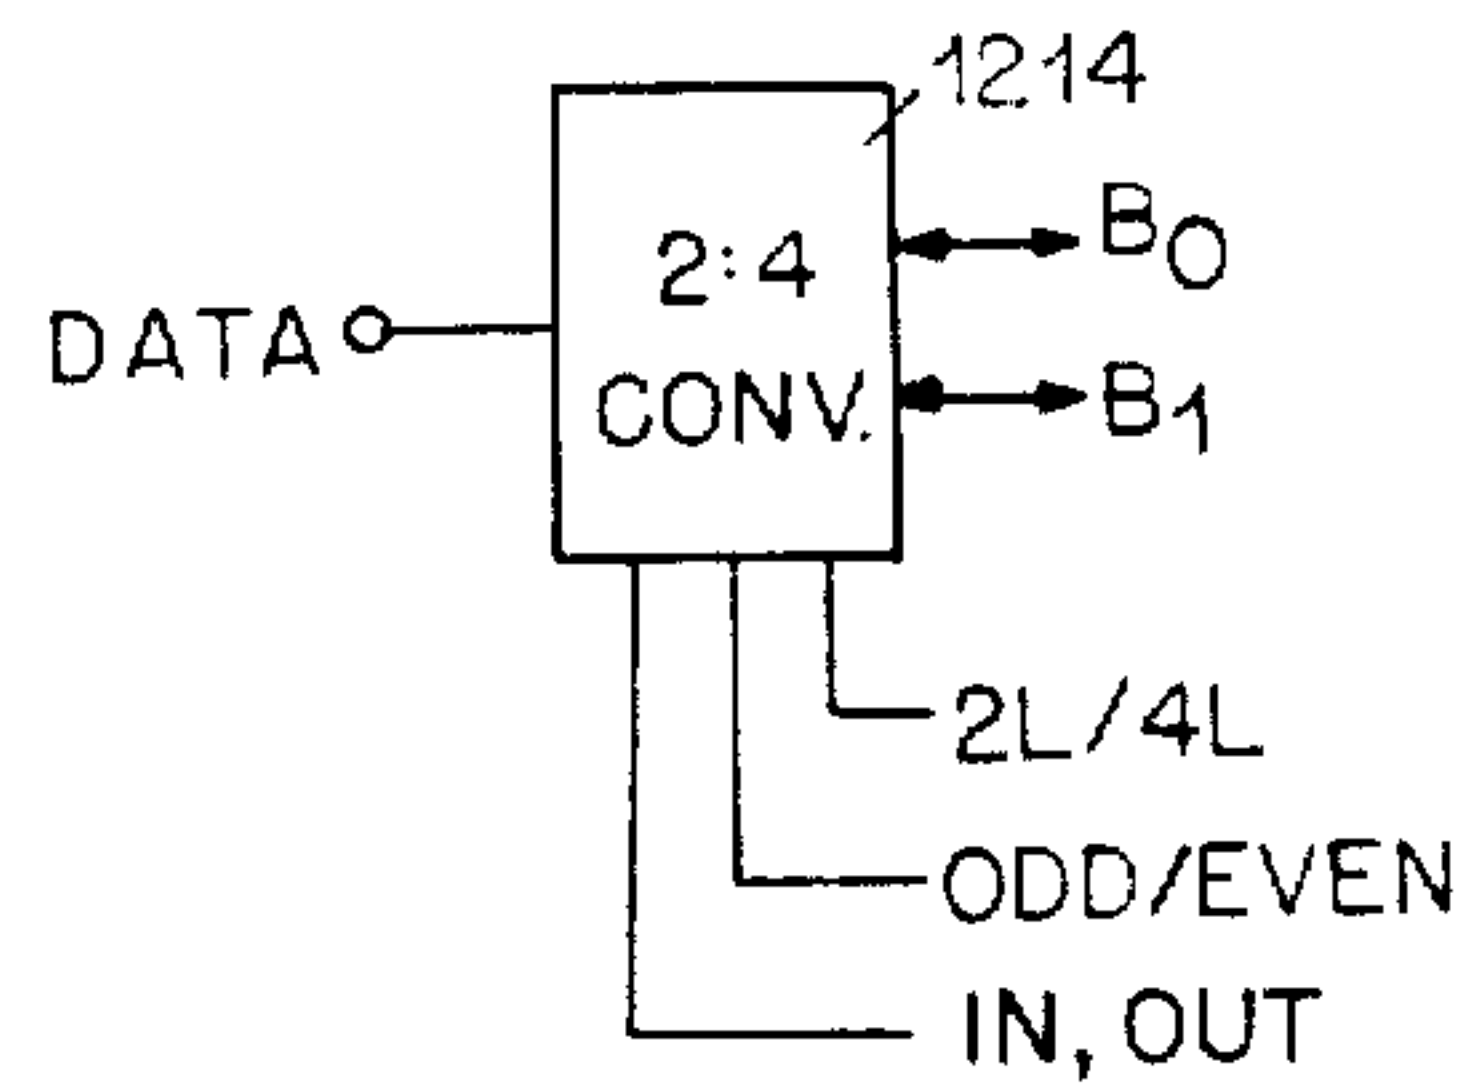 1214
B0
2:4
DATA
CONV.
B1
2L/4L
ODD/EVEN
IN, OUT